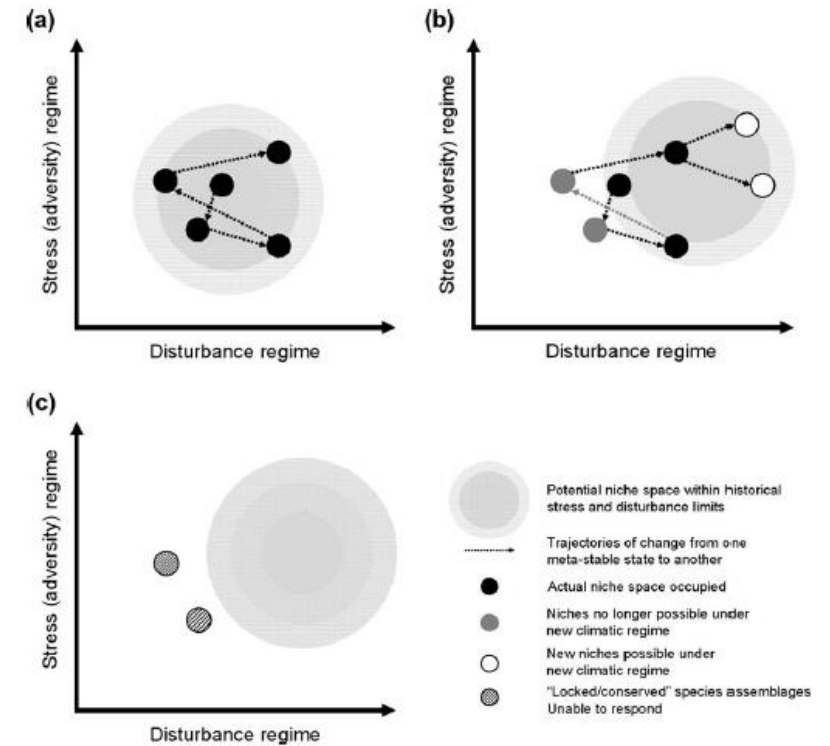 (a)
Stress (adversity) regime
Disturbance regime
(b)
Stress (adversity) regime
Disturbance regime
(c)
Stress (adversity) regime
Disturbance regime
Potential niche space within historical
stress and disturbance limits
Trajectories of change from one
meta-stable state to another
Actual niche space occupied
Niches no longer possible under
new climatic regime
New niches possible under
new climatic regime
"Locked/conserved" species assemblages
Unable to respond